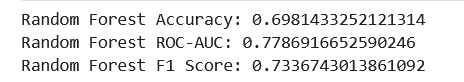 Random Forest Accuracy: 0.6981433252121314
Random Forest ROC-AUC: 0.7786916652590246
Random Forest F1 Score: 0.7336743013861092